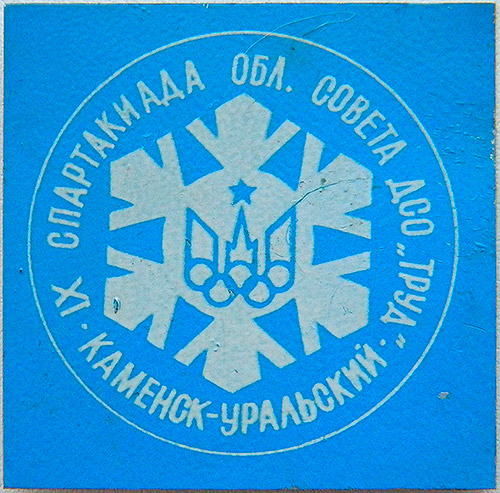 XI СПАРТАКИАДА ОБЛ. СОВЕТА ДСО „ТРУД“
· КАМЕНСК-УРАЛЬСКИЙ ·